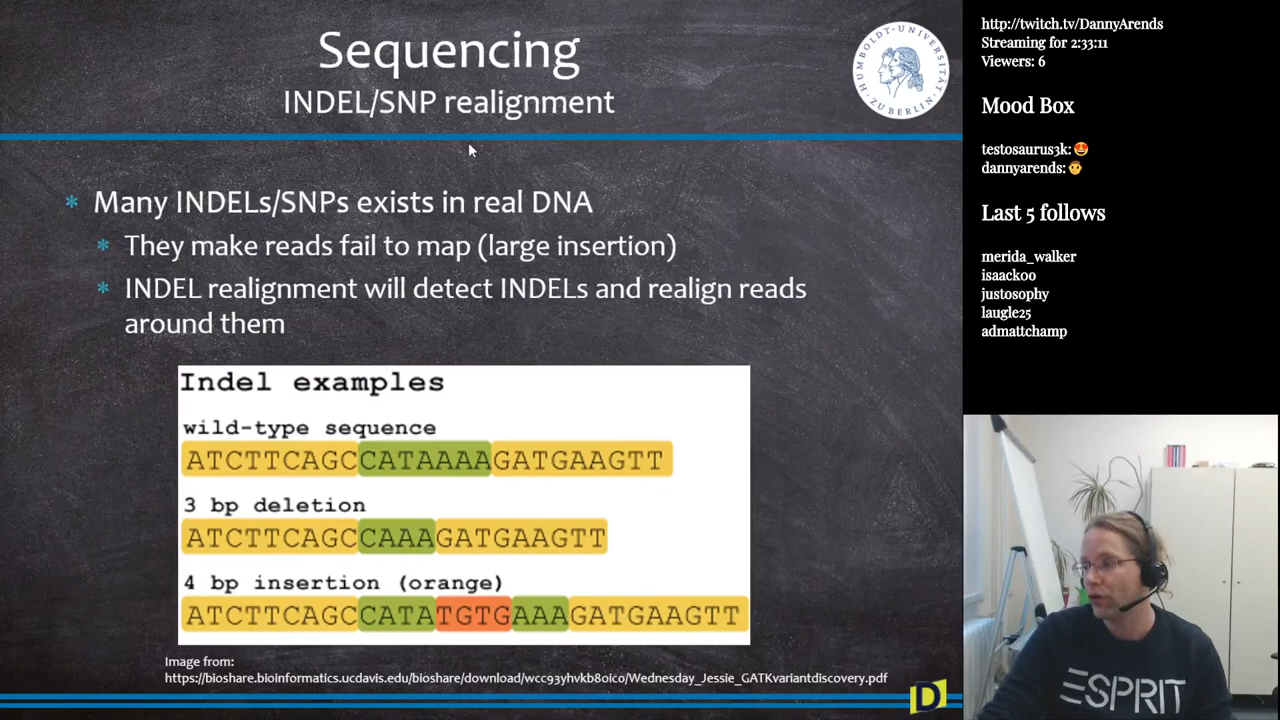 Sequencing
INDEL/SNP realignment
HUMBOLDT-UNIVERSITÄT
ZU BERLIN
Many INDELs/SNPs exists in real DNA
They make reads fail to map (large insertion)
INDEL realignment will detect INDELs and realign reads
around them
Indel examples
wild-type sequence
ATCTTCAGCCATAAAAGATGAAGTT
3 bp deletion
ATCTTCAGCCAAAGATGAAGTT
4 bp insertion (orange)
ATCTTCAGCCATATGTGAAAGATGAAGTT
Image from:
https://bioshare.bioinformatics.ucdavis.edu/bioshare/download/wcc93yhvkb8oico/Wednesday_Jessie_GATKvariantdiscovery.pdf
D
http://twitch.tv/DannyArends
Streaming for 2:33:11
Viewers: 6
Mood Box
testosaurus3k:
dannyarends:
Last 5 follows
merida_walker
isaackoo
justosophy
laugle25
admattchamp
ESPRIT